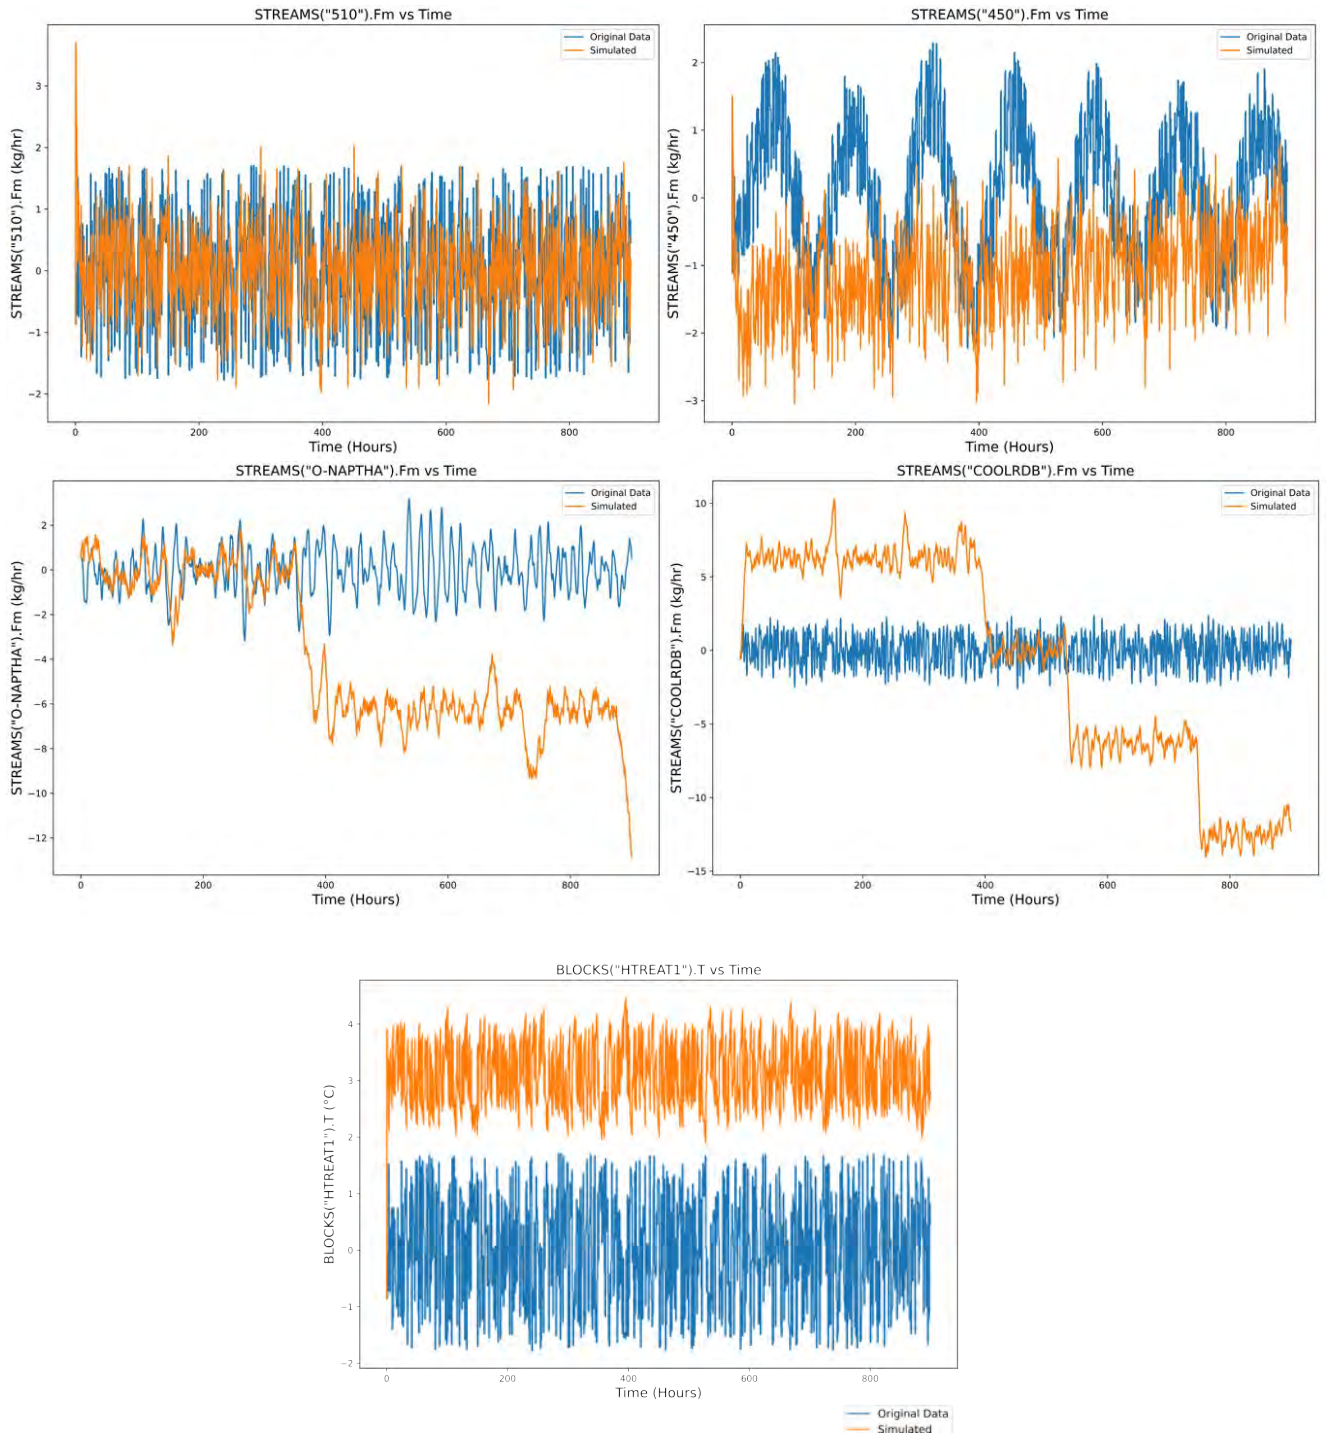 STREAMS("510").Fm vs Time
Original Data
Simulated
3
2
1
0
−1
−2
STREAMS("510").Fm (kg/hr)
0 200 400 600 800
Time (Hours)
STREAMS("450").Fm vs Time
Original Data
Simulated
2
1
0
−1
−2
−3
STREAMS("450").Fm (kg/hr)
0 200 400 600 800
Time (Hours)
STREAMS("O-NAPTHA").Fm vs Time
Original Data
Simulated
2
0
−2
−4
−6
−8
−10
−12
STREAMS("O-NAPTHA").Fm (kg/hr)
0 200 400 600 800
Time (Hours)
STREAMS("COOLRDB").Fm vs Time
Original Data
Simulated
10
5
0
−5
−10
−15
STREAMS("COOLRDB").Fm (kg/hr)
0 200 400 600 800
Time (Hours)
BLOCKS("HTREAT1").T vs Time
4
3
2
1
0
−1
−2
BLOCKS("HTREAT1").T (°C)
0 200 400 600 800
Time (Hours)
Original Data
Simulated